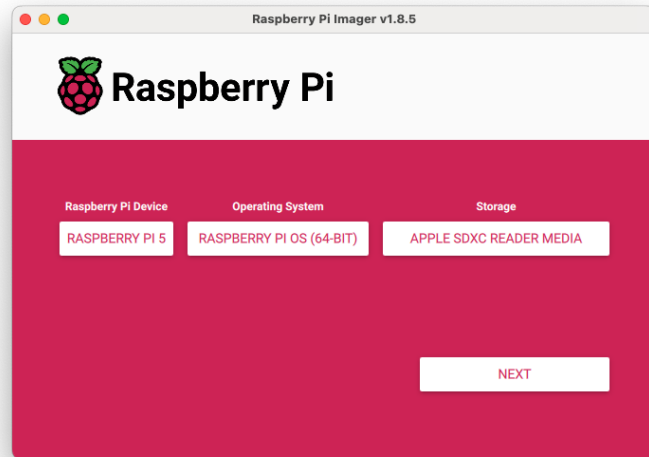 Raspberry Pi Imager v1.8.5
Raspberry Pi
Raspberry Pi Device Operating System Storage
RASPBERRY PI 5 RASPBERRY PI OS (64-BIT) APPLE SDXC READER MEDIA
NEXT